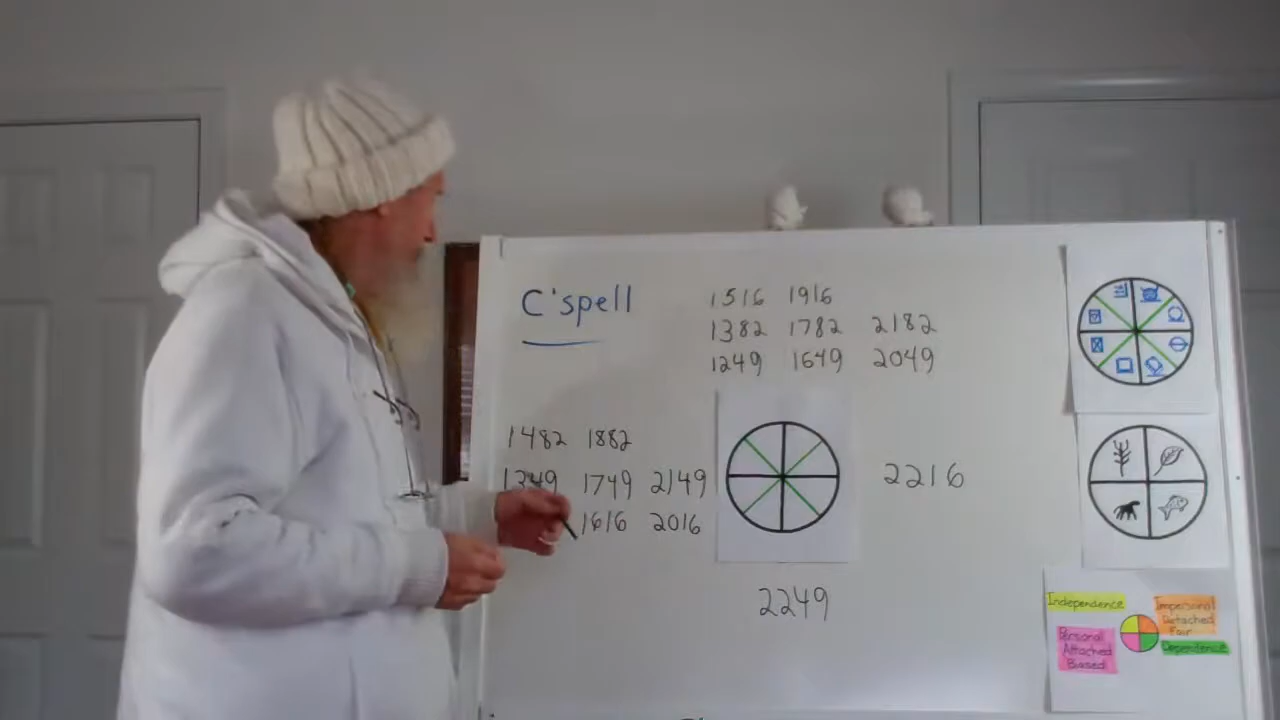 C'spell
1516 1916
1382 1782 2182
1249 1649 2049
1482 1882
1349 1749 2149
1616 2016
2216
2249
Independence
Impersonal
Detached
Fair
Personal
Attached
Biased
Dependence